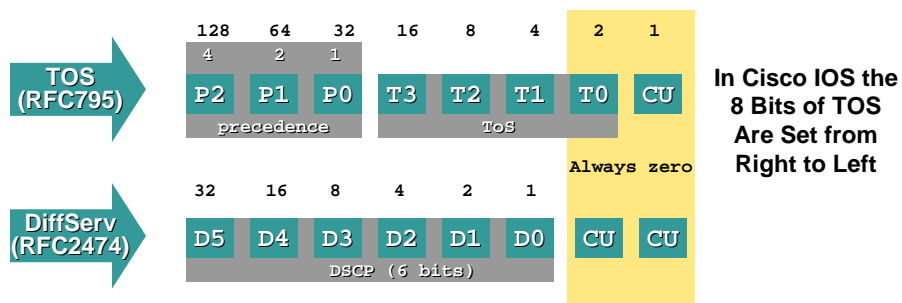 128 64 32 16 8 4 2 1
4 2 1
TOS
(RFC795)
P2 P1 P0 T3 T2 T1 T0 CU
precedence ToS
In Cisco IOS the
8 Bits of TOS
Are Set from
Right to Left
Always zero
32 16 8 4 2 1
DiffServ
(RFC2474)
D5 D4 D3 D2 D1 D0 CU CU
DSCP (6 bits)